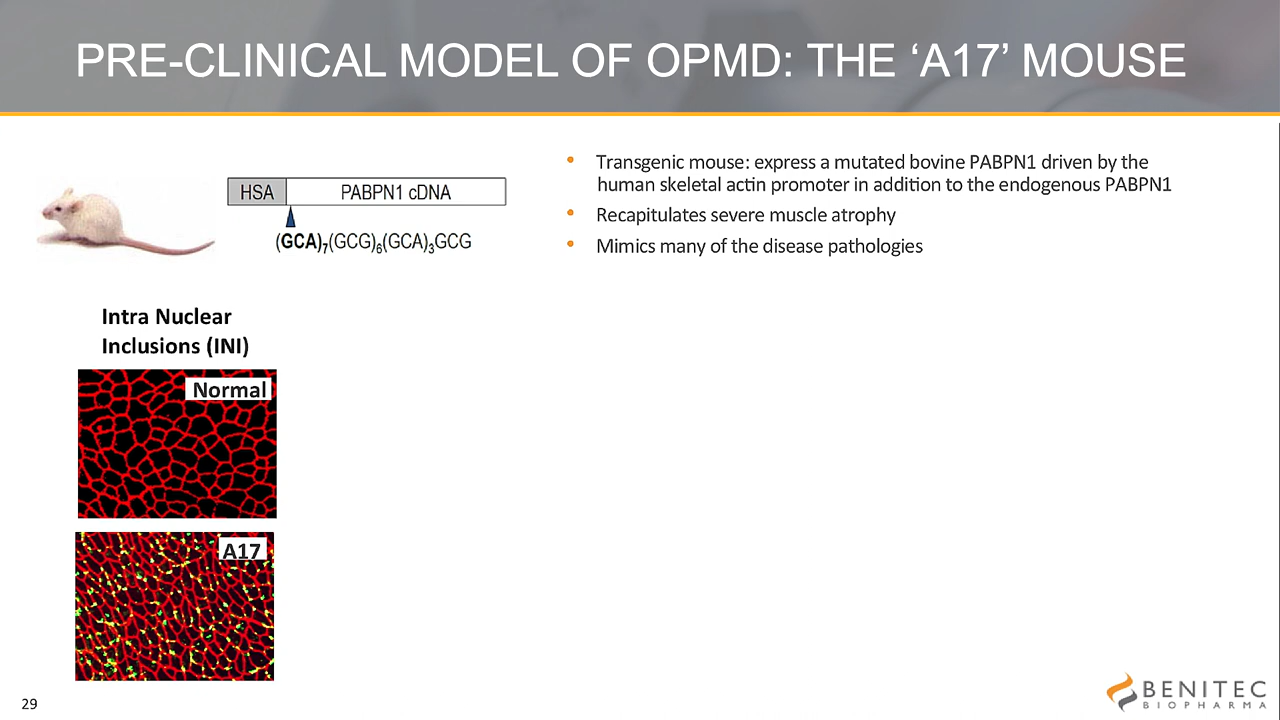 PRE-CLINICAL MODEL OF OPMD: THE ‘A17’ MOUSE
HSA
PABPN1 cDNA
(GCA)7(GCG)6(GCA)3GCG
• Transgenic mouse: express a mutated bovine PABPN1 driven by the
human skeletal actin promoter in addition to the endogenous PABPN1
• Recapitulates severe muscle atrophy
• Mimics many of the disease pathologies
Intra Nuclear
Inclusions (INI)
Normal
A17
29
BENITEC
BIOPHARMA